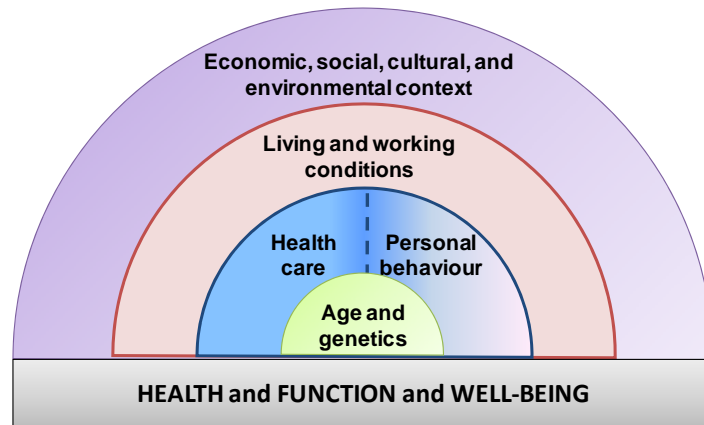 Economic, social, cultural, and
environmental context
Living and working
conditions
Health
care
Personal
behaviour
Age and
genetics
HEALTH and FUNCTION and WELL-BEING